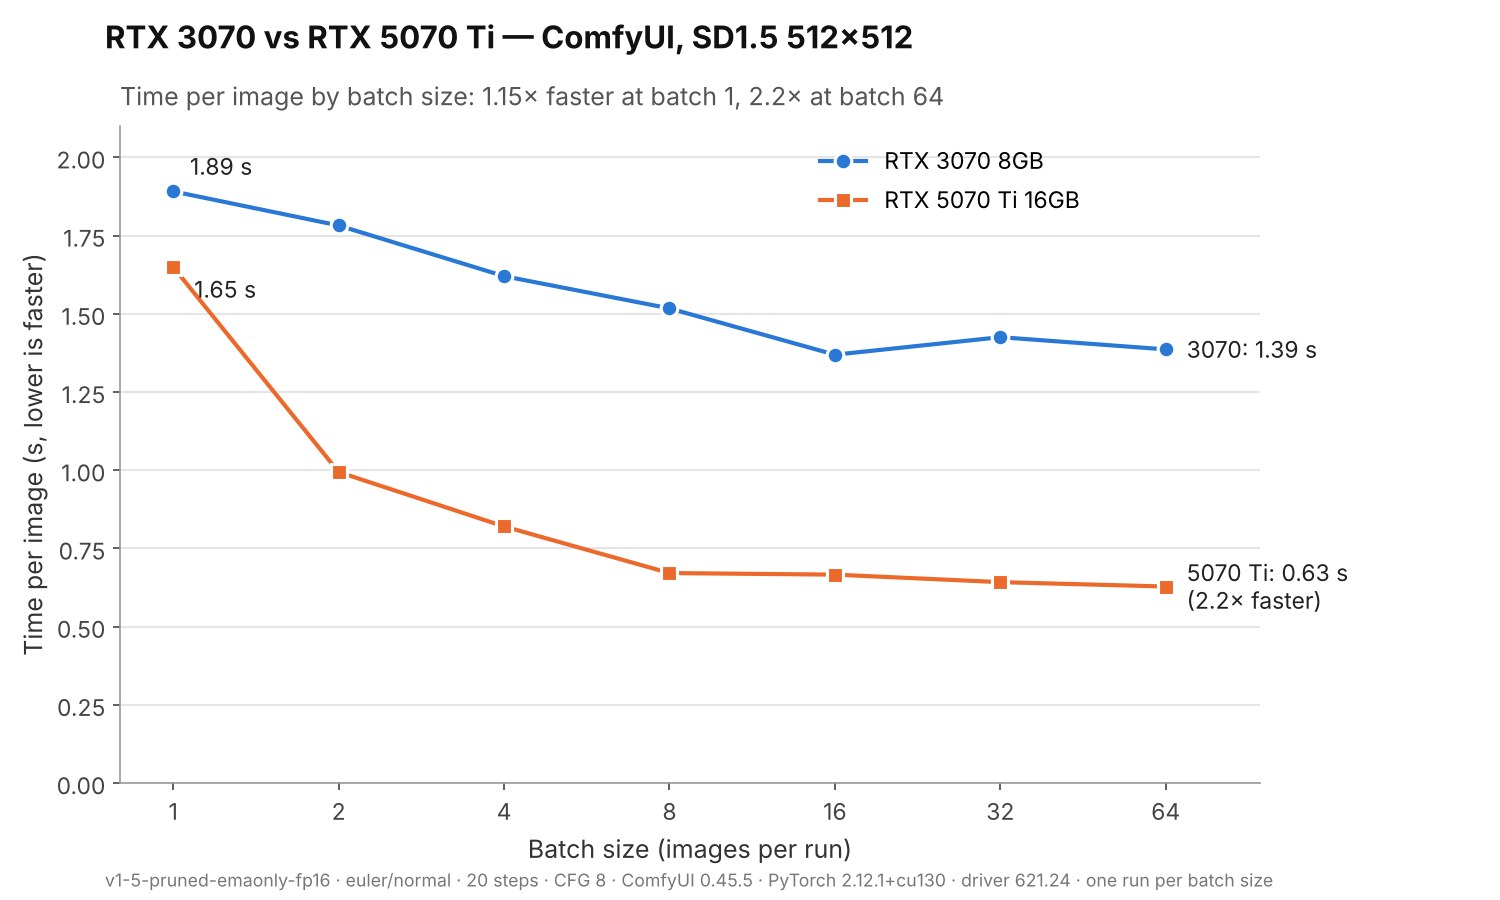 RTX 3070 vs RTX 5070 Ti — ComfyUI, SD1.5 512×512
Time per image by batch size: 1.15× faster at batch 1, 2.2× at batch 64
RTX 3070 8GB
RTX 5070 Ti 16GB
Time per image (s, lower is faster)
2.00
1.75
1.50
1.25
1.00
0.75
0.50
0.25
0.00
1.89 s
1.65 s
3070: 1.39 s
5070 Ti: 0.63 s
(2.2× faster)
1 2 4 8 16 32 64
Batch size (images per run)
v1-5-pruned-emaonly-fp16 · euler/normal · 20 steps · CFG 8 · ComfyUI 0.45.5 · PyTorch 2.12.1+cu130 · driver 621.24 · one run per batch size